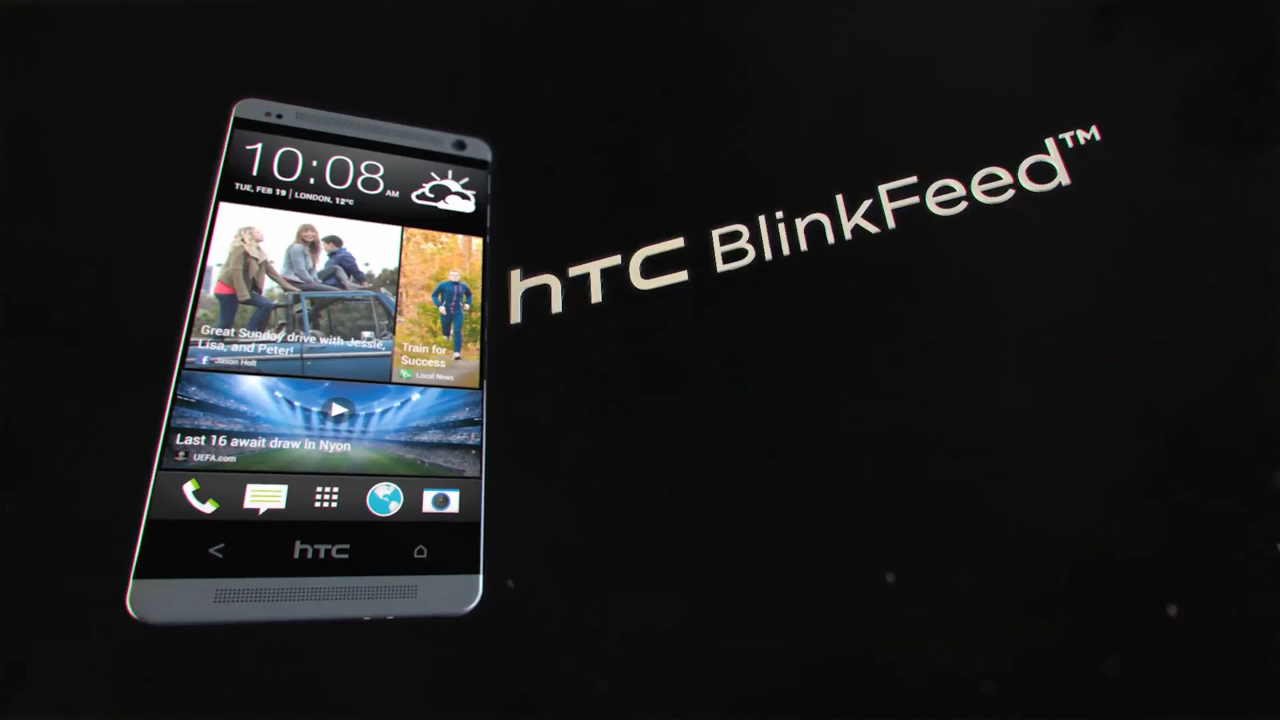 10:08 AM
TUE, FEB 19 | LONDON, 12°C
Great Sunday drive with Jessie,
Lisa, and Peter!
Jason Holt
Train for
Success
Local News
Last 16 await draw in Nyon
UEFA.com
< hTC
hTC BlinkFeed™